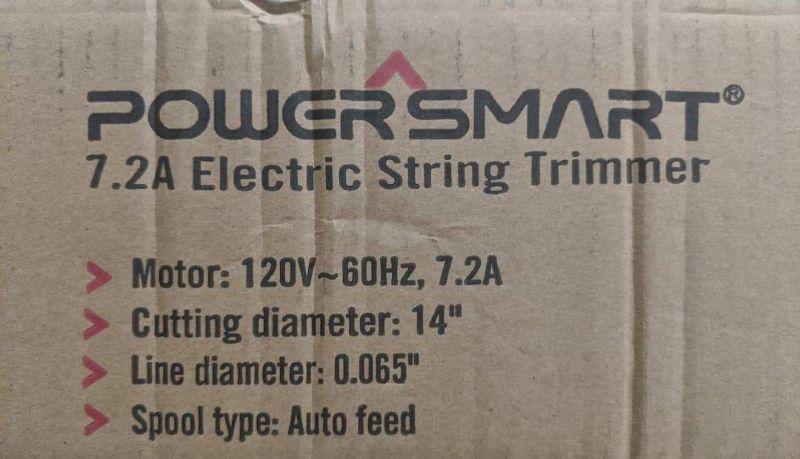 POWERSMART®
7.2A Electric String Trimmer
Motor: 120V~60Hz, 7.2A
Cutting diameter: 14"
Line diameter: 0.065"
Spool type: Auto feed